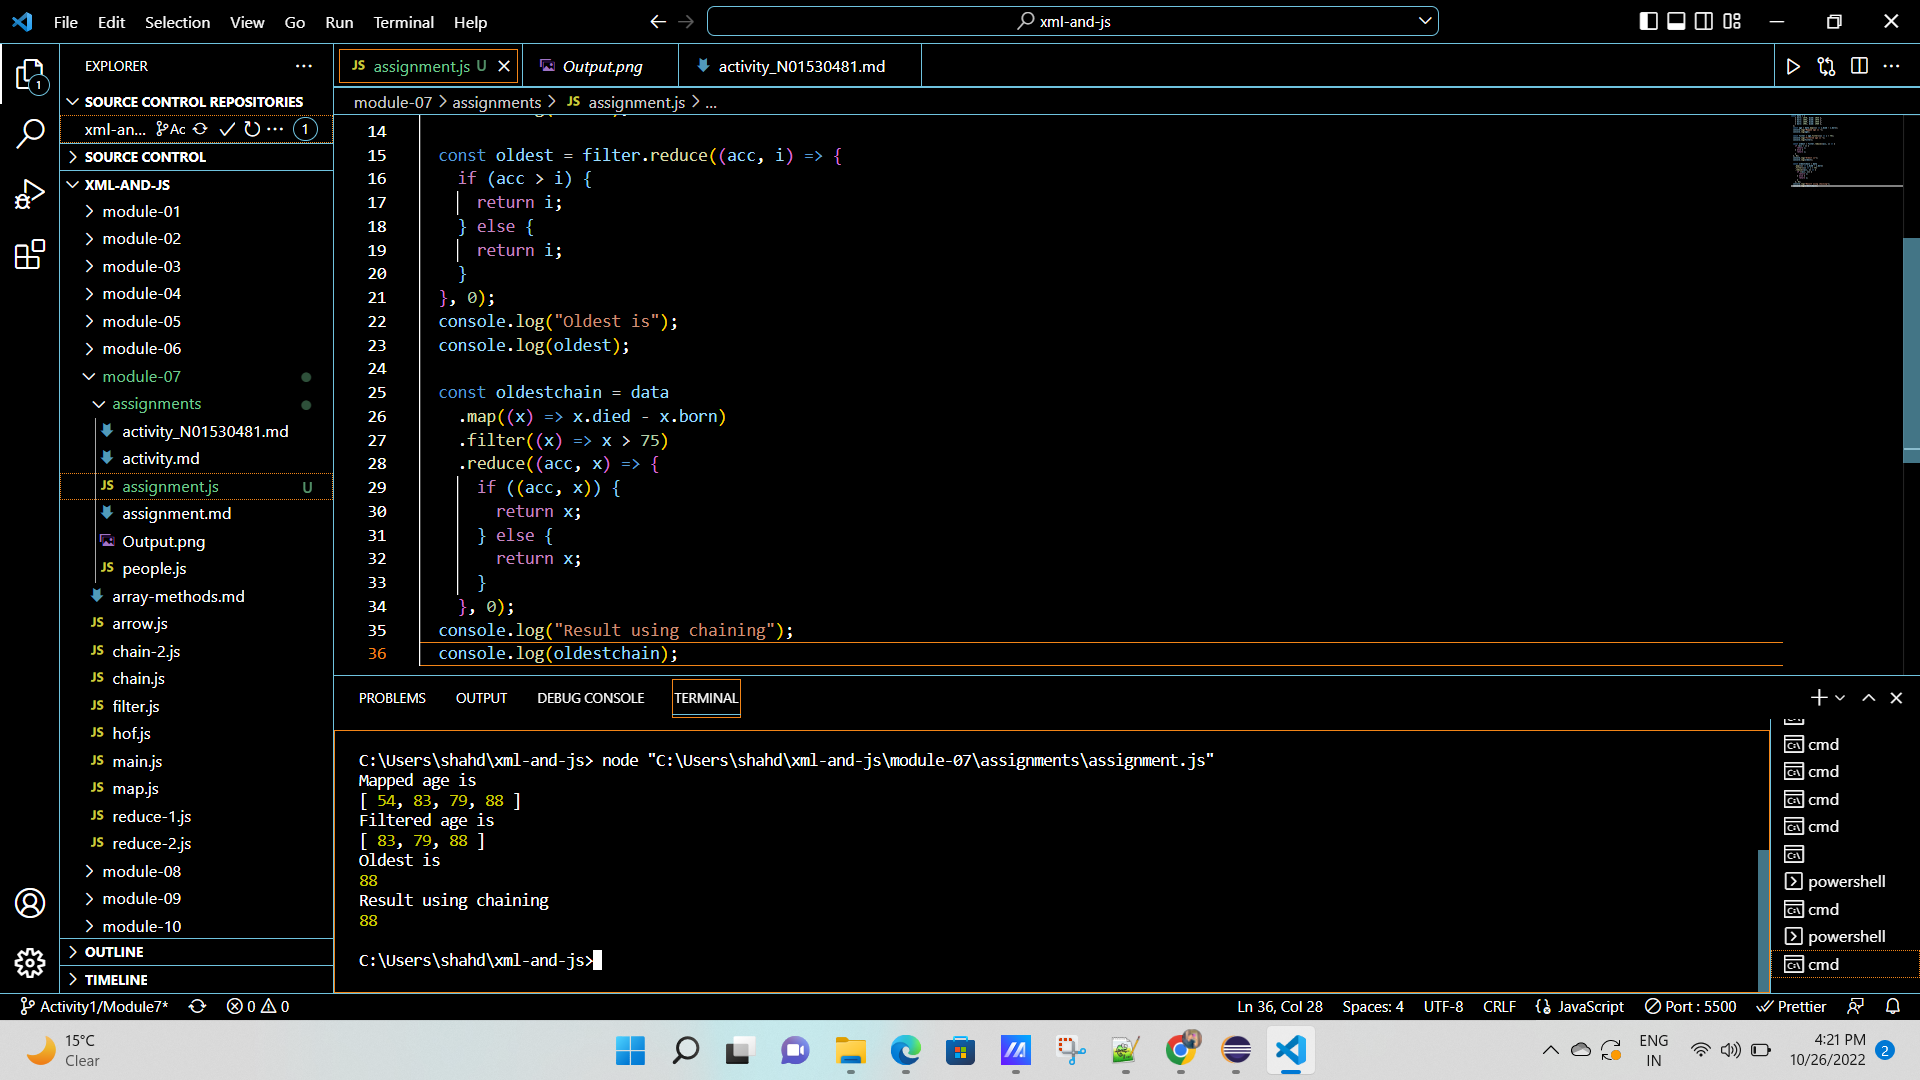 File Edit Selection View Go Run Terminal Help
xml-and-js
EXPLORER
SOURCE CONTROL REPOSITORIES
xml-an... Ac 1
SOURCE CONTROL
XML-AND-JS
module-01
module-02
module-03
module-04
module-05
module-06
module-07
assignments
activity_N01530481.md
activity.md
JS assignment.js U
assignment.md
Output.png
JS people.js
array-methods.md
JS arrow.js
JS chain-2.js
JS chain.js
JS filter.js
JS hof.js
JS main.js
JS map.js
JS reduce-1.js
JS reduce-2.js
module-08
module-09
module-10
OUTLINE
TIMELINE
JS assignment.js U Output.png activity_N01530481.md
module-07 > assignments > JS assignment.js > ...
14
15 const oldest = filter.reduce((acc, i) => {
16 if (acc > i) {
17 return i;
18 } else {
19 return i;
20 }
21 }, 0);
22 console.log("Oldest is");
23 console.log(oldest);
24
25 const oldestchain = data
26 .map((x) => x.died - x.born)
27 .filter((x) => x > 75)
28 .reduce((acc, x) => {
29 if ((acc, x)) {
30 return x;
31 } else {
32 return x;
33 }
34 }, 0);
35 console.log("Result using chaining");
36 console.log(oldestchain);
PROBLEMS OUTPUT DEBUG CONSOLE TERMINAL
C:\Users\shahd\xml-and-js> node "C:\Users\shahd\xml-and-js\module-07\assignments\assignment.js"
Mapped age is
[ 54, 83, 79, 88 ]
Filtered age is
[ 83, 79, 88 ]
Oldest is
88
Result using chaining
88
C:\Users\shahd\xml-and-js>
cmd
cmd
cmd
cmd
powershell
cmd
powershell
cmd
Activity1/Module7* 0 0 Ln 36, Col 28 Spaces: 4 UTF-8 CRLF JavaScript Port : 5500 Prettier
15°C
Clear
ENG
IN
4:21 PM
10/26/2022
2